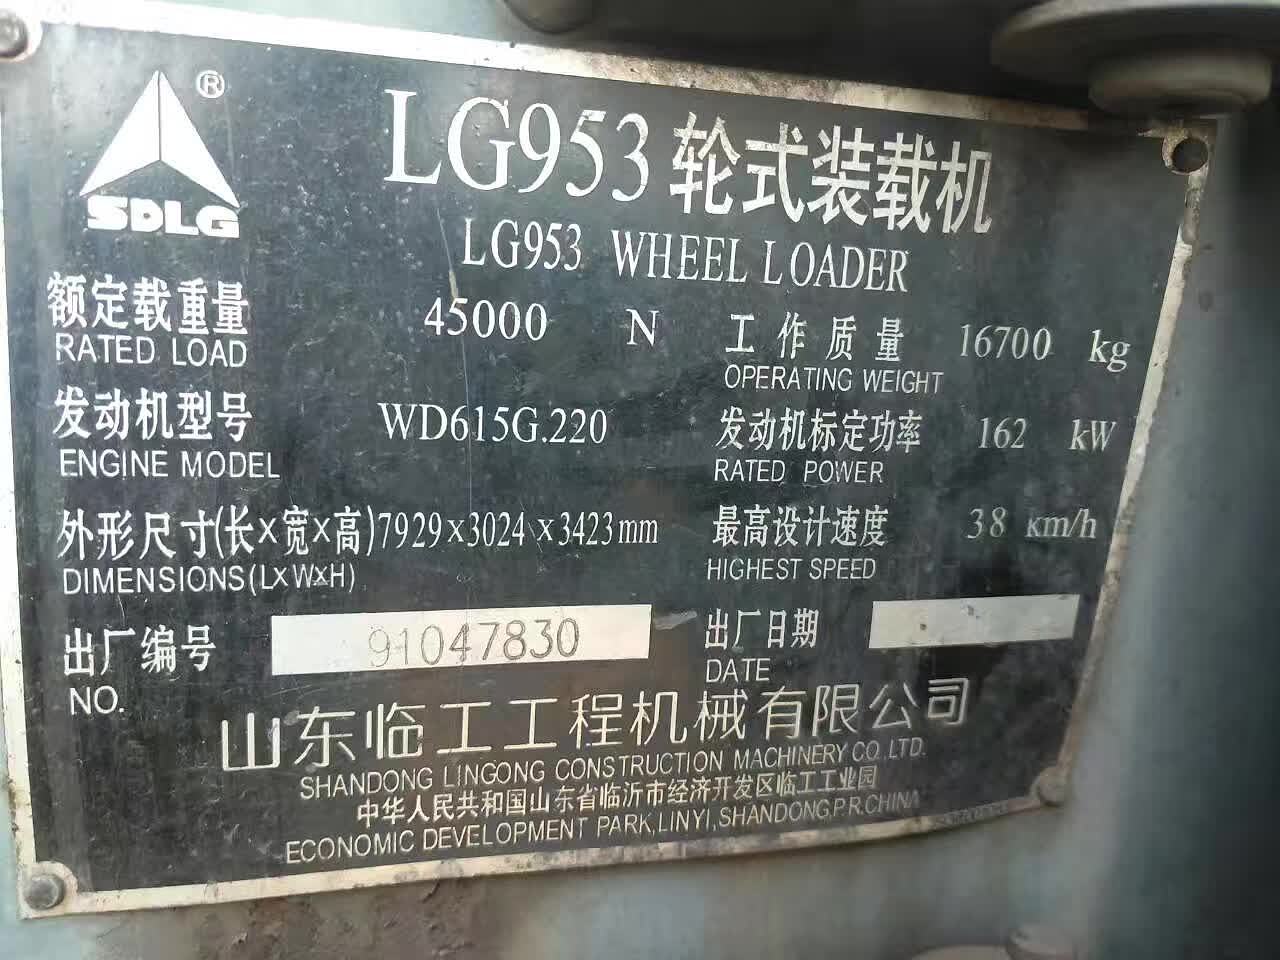 ®
SDLG
LG953 轮式装载机
LG953 WHEEL LOADER
额定载重量 45000 N 工作质量 16700 kg
RATED LOAD OPERATING WEIGHT
发动机型号 WD615G.220 发动机标定功率 162 kW
ENGINE MODEL RATED POWER
外形尺寸(长×宽×高)7929×3024×3423mm 最高设计速度 38 km/h
DIMENSIONS(L×W×H) HIGHEST SPEED
出厂编号 91047830 出厂日期
NO. DATE
山东临工工程机械有限公司
SHANDONG LINGONG CONSTRUCTION MACHINERY CO.,LTD.
中华人民共和国山东省临沂市经济开发区临工工业园
ECONOMIC DEVELOPMENT PARK,LINYI,SHANDONG,P.R.CHINA